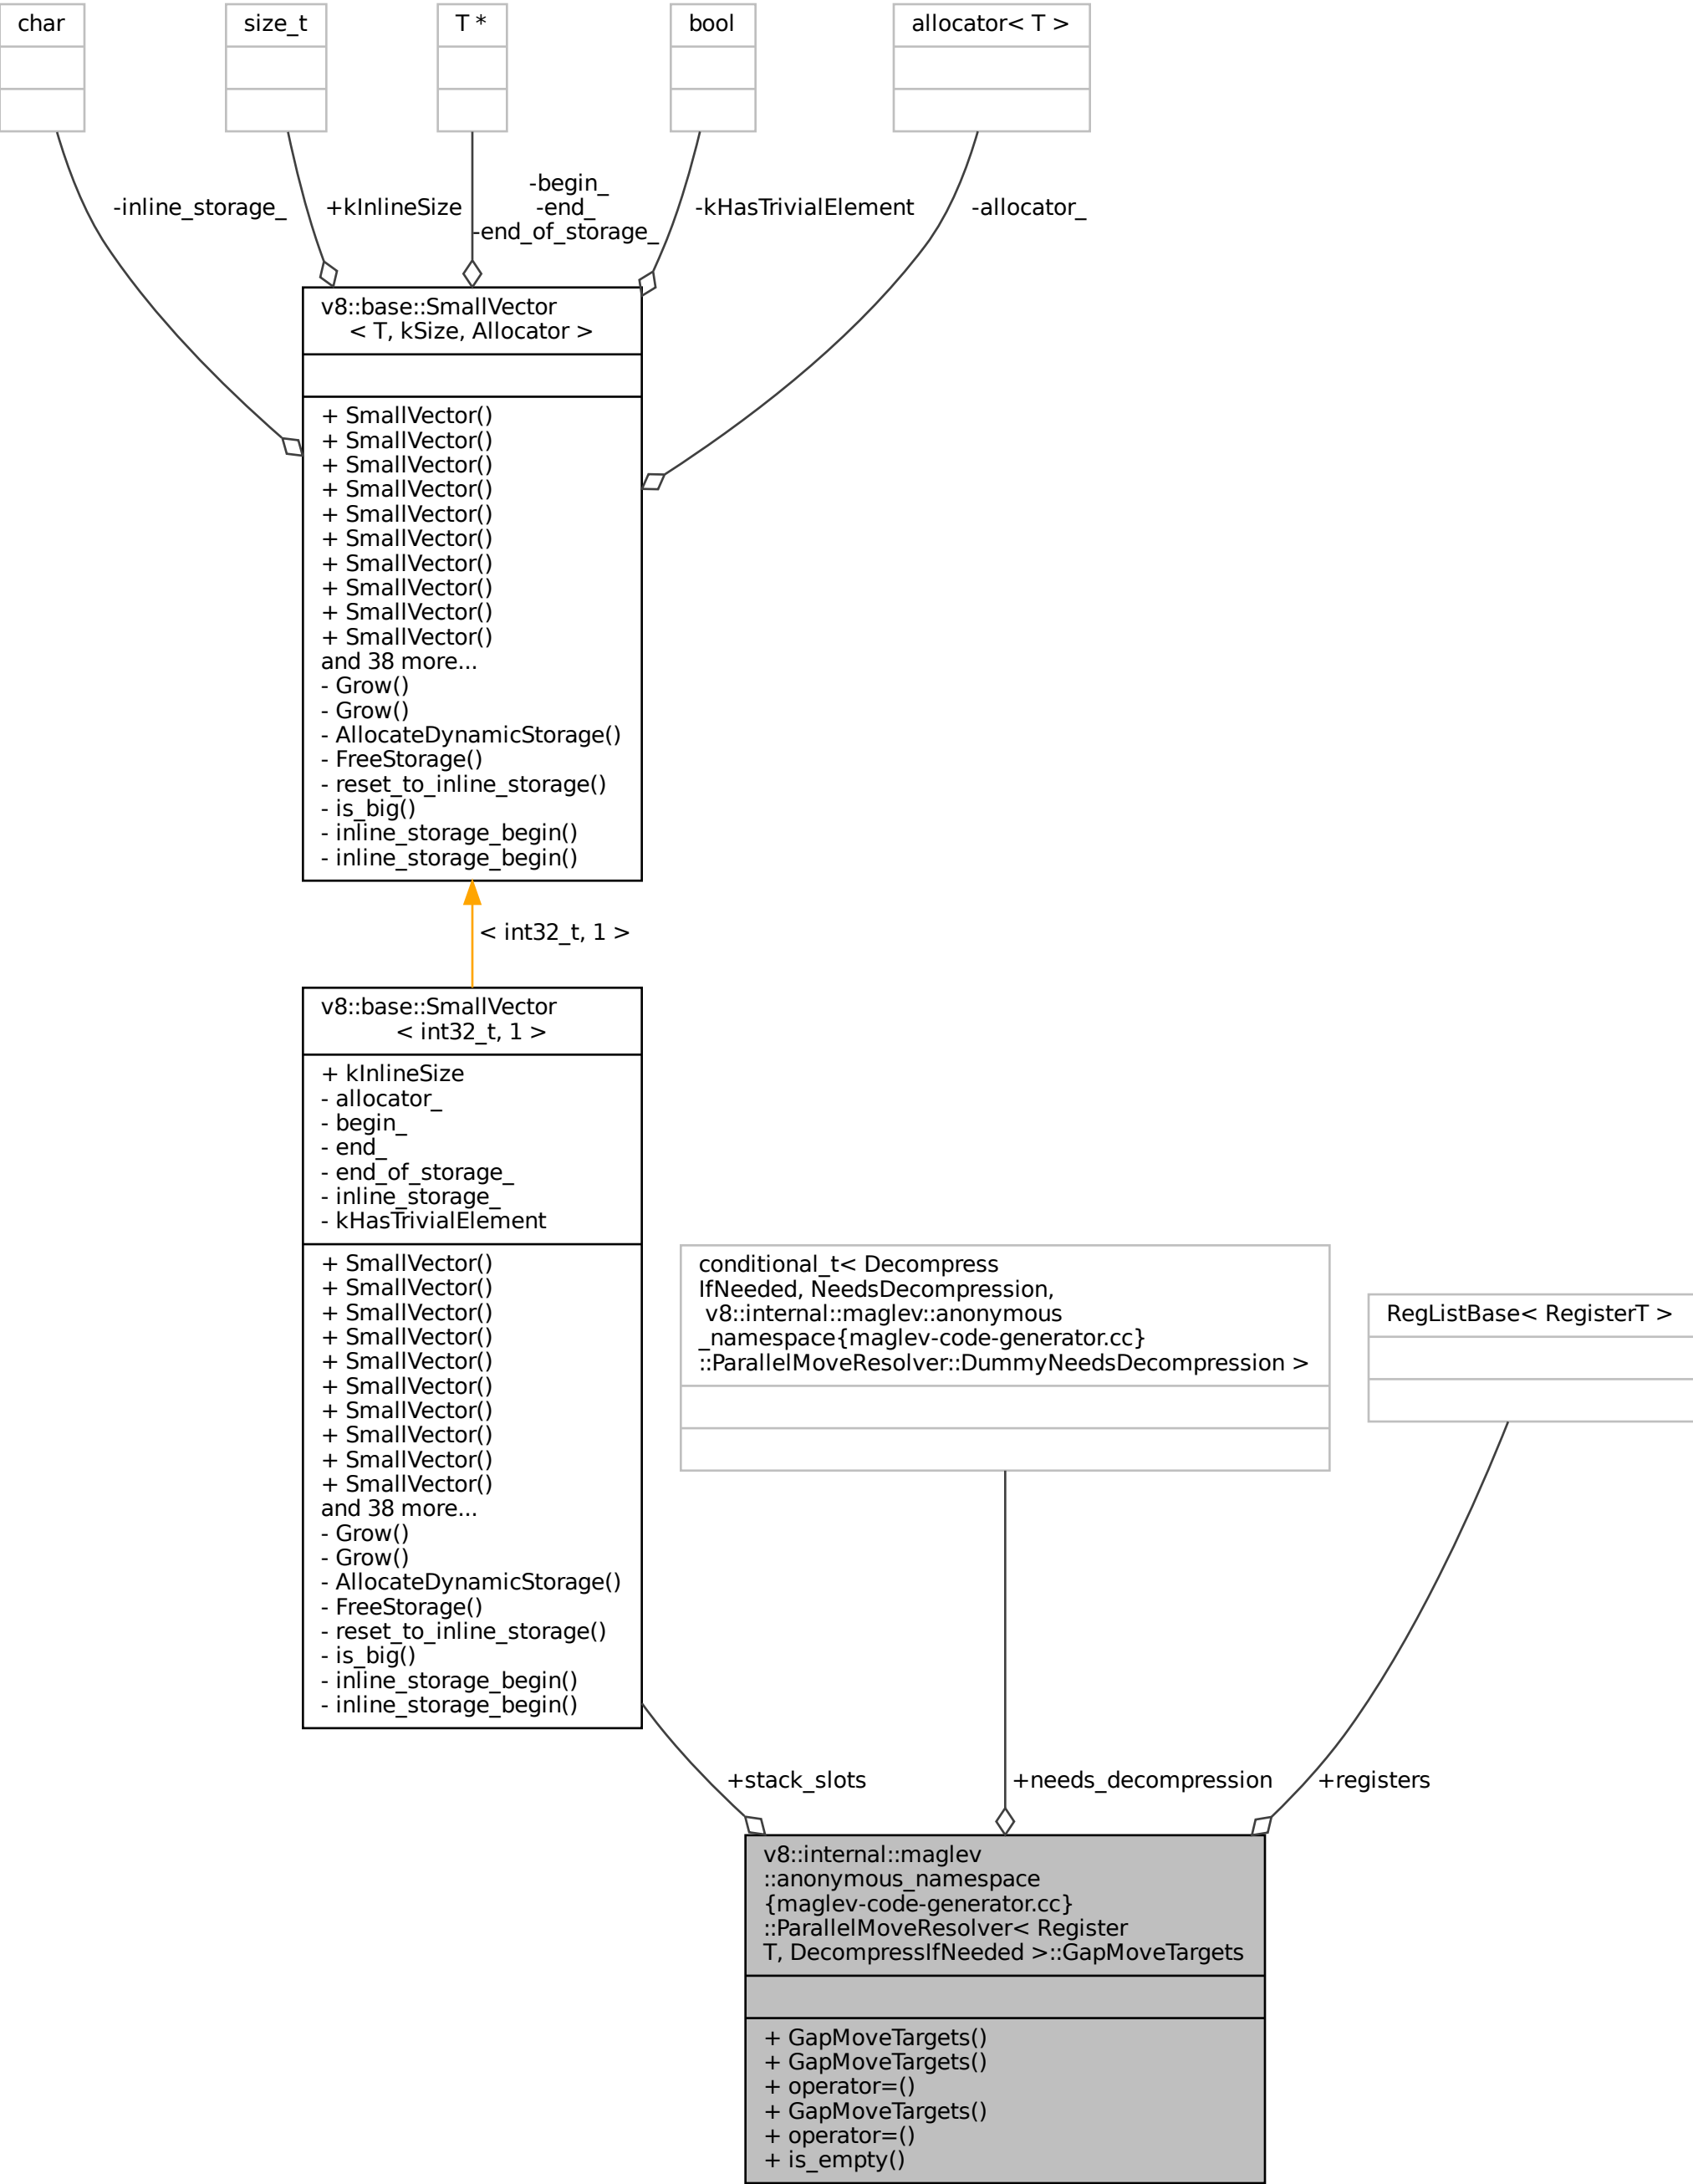 char
size_t
T *
bool
allocator< T >
-inline_storage_
+kInlineSize
-begin_
-end_
-end_of_storage_
-kHasTrivialElement
-allocator_
v8::base::SmallVector
< T, kSize, Allocator >
+ SmallVector()
+ SmallVector()
+ SmallVector()
+ SmallVector()
+ SmallVector()
+ SmallVector()
+ SmallVector()
+ SmallVector()
+ SmallVector()
+ SmallVector()
and 38 more...
- Grow()
- Grow()
- AllocateDynamicStorage()
- FreeStorage()
- reset_to_inline_storage()
- is_big()
- inline_storage_begin()
- inline_storage_begin()
< int32_t, 1 >
v8::base::SmallVector
< int32_t, 1 >
+ kInlineSize
- allocator_
- begin_
- end_
- end_of_storage_
- inline_storage_
- kHasTrivialElement
+ SmallVector()
+ SmallVector()
+ SmallVector()
+ SmallVector()
+ SmallVector()
+ SmallVector()
+ SmallVector()
+ SmallVector()
+ SmallVector()
+ SmallVector()
and 38 more...
- Grow()
- Grow()
- AllocateDynamicStorage()
- FreeStorage()
- reset_to_inline_storage()
- is_big()
- inline_storage_begin()
- inline_storage_begin()
conditional_t< Decompress
IfNeeded, NeedsDecompression,
v8::internal::maglev::anonymous
_namespace{maglev-code-generator.cc}
::ParallelMoveResolver::DummyNeedsDecompression >
RegListBase< RegisterT >
+stack_slots
+needs_decompression
+registers
v8::internal::maglev
::anonymous_namespace
{maglev-code-generator.cc}
::ParallelMoveResolver< Register
T, DecompressIfNeeded >::GapMoveTargets
+ GapMoveTargets()
+ GapMoveTargets()
+ operator=()
+ GapMoveTargets()
+ operator=()
+ is_empty()